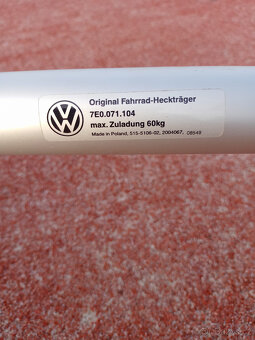 Original Fahrrad-Heckträger
7E0.071.104
max. Zuladung 60kg
Made in Poland, 515-5106-02, 2004067, 08549